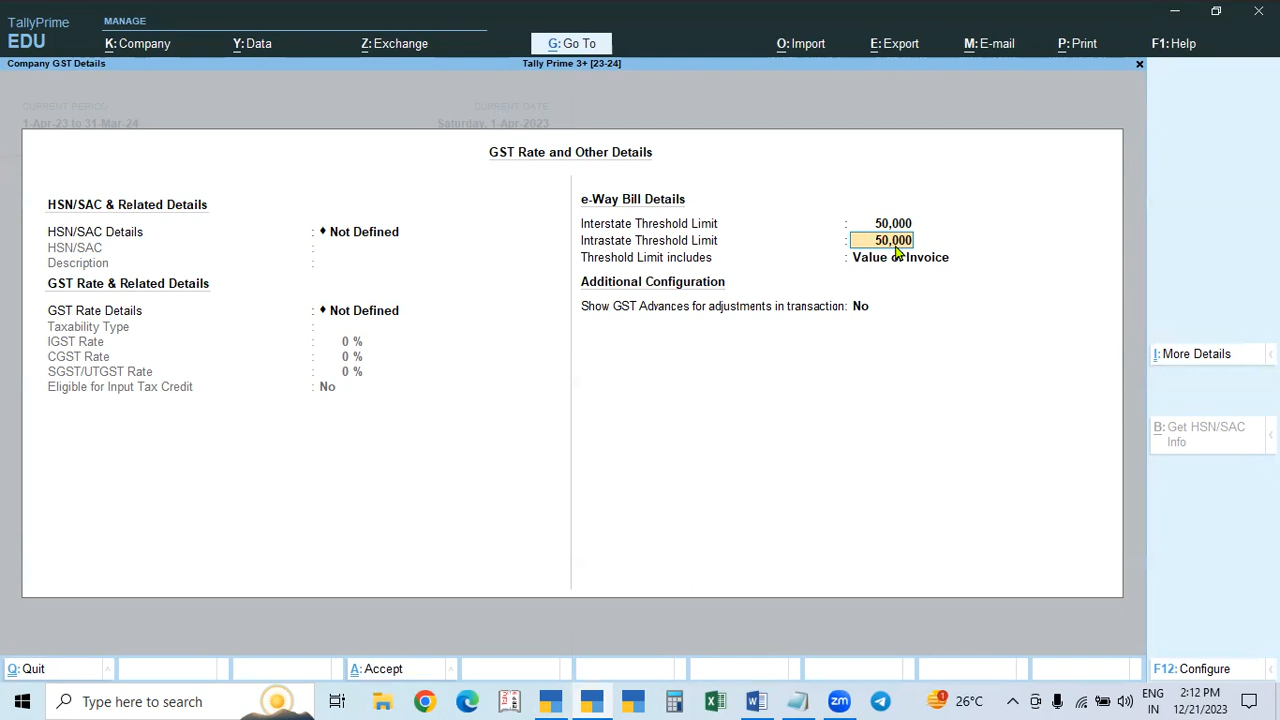 TallyPrime
EDU
MANAGE
K: Company
Y: Data
Z: Exchange
G: Go To
O: Import
E: Export
M: E-mail
P: Print
F1: Help
Company GST Details
Tally Prime 3+ [23-24]
CURRENT PERIOD
CURRENT DATE
1-Apr-23 to 31-Mar-24
Saturday, 1-Apr-2023
GST Rate and Other Details
HSN/SAC & Related Details
HSN/SAC Details : ♦ Not Defined
HSN/SAC :
Description :
GST Rate & Related Details
GST Rate Details : ♦ Not Defined
Taxability Type :
IGST Rate : 0 %
CGST Rate : 0 %
SGST/UTGST Rate : 0 %
Eligible for Input Tax Credit : No
e-Way Bill Details
Interstate Threshold Limit : 50,000
Intrastate Threshold Limit : 50,000
Threshold Limit includes : Value of Invoice
Additional Configuration
Show GST Advances for adjustments in transaction: No
I: More Details
B: Get HSN/SAC
Info
Q: Quit
A: Accept
F12: Configure
Type here to search
1
26°C
ENG
IN
2:12 PM
12/21/2023